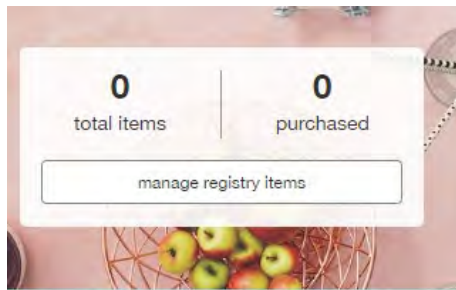 0 0
total items purchased
manage registry items